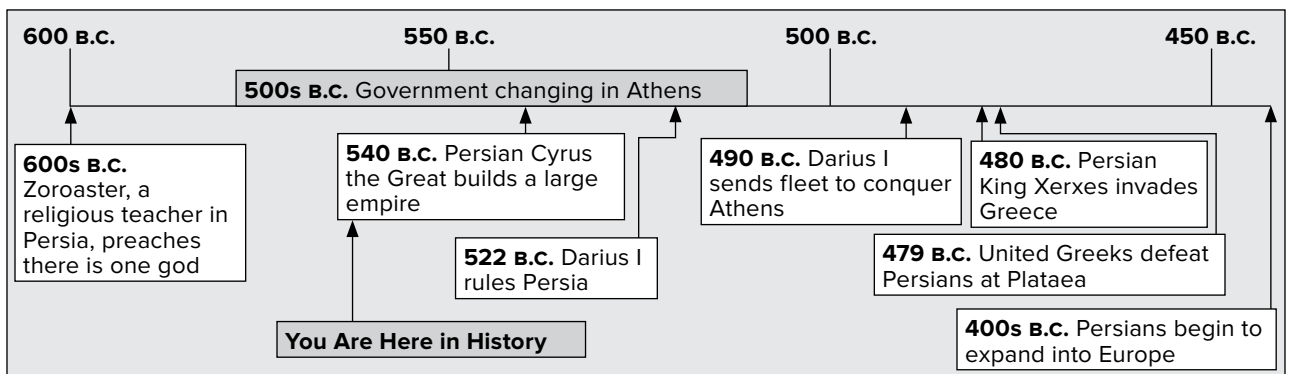 600 B.C.
550 B.C.
500 B.C.
450 B.C.
500s B.C. Government changing in Athens
600s B.C.
Zoroaster, a
religious teacher in
Persia, preaches
there is one god
540 B.C. Persian Cyrus
the Great builds a large
empire
522 B.C. Darius I
rules Persia
490 B.C. Darius I
sends fleet to conquer
Athens
480 B.C. Persian
King Xerxes invades
Greece
479 B.C. United Greeks defeat
Persians at Plataea
400s B.C. Persians begin to
expand into Europe
You Are Here in History